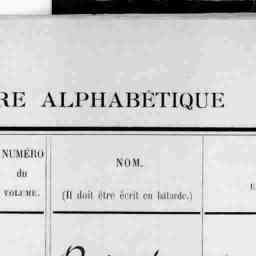 RE ALPHABÉTIQUE
NUMÉRO
du
VOLUME.
NOM.
(Il doit être écrit en bâtarde.)